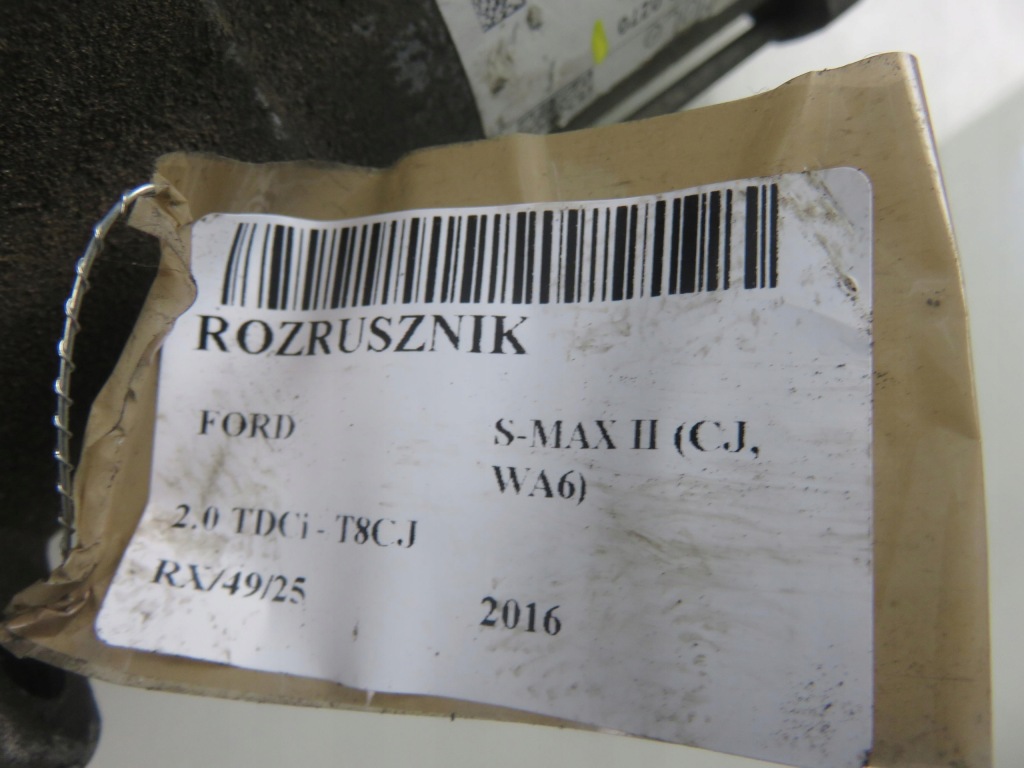 ROZRUSZNIK
FORD
S-MAX II (CJ,
WA6)
2.0 TDCi - T8CJ
RX/49/25
2016